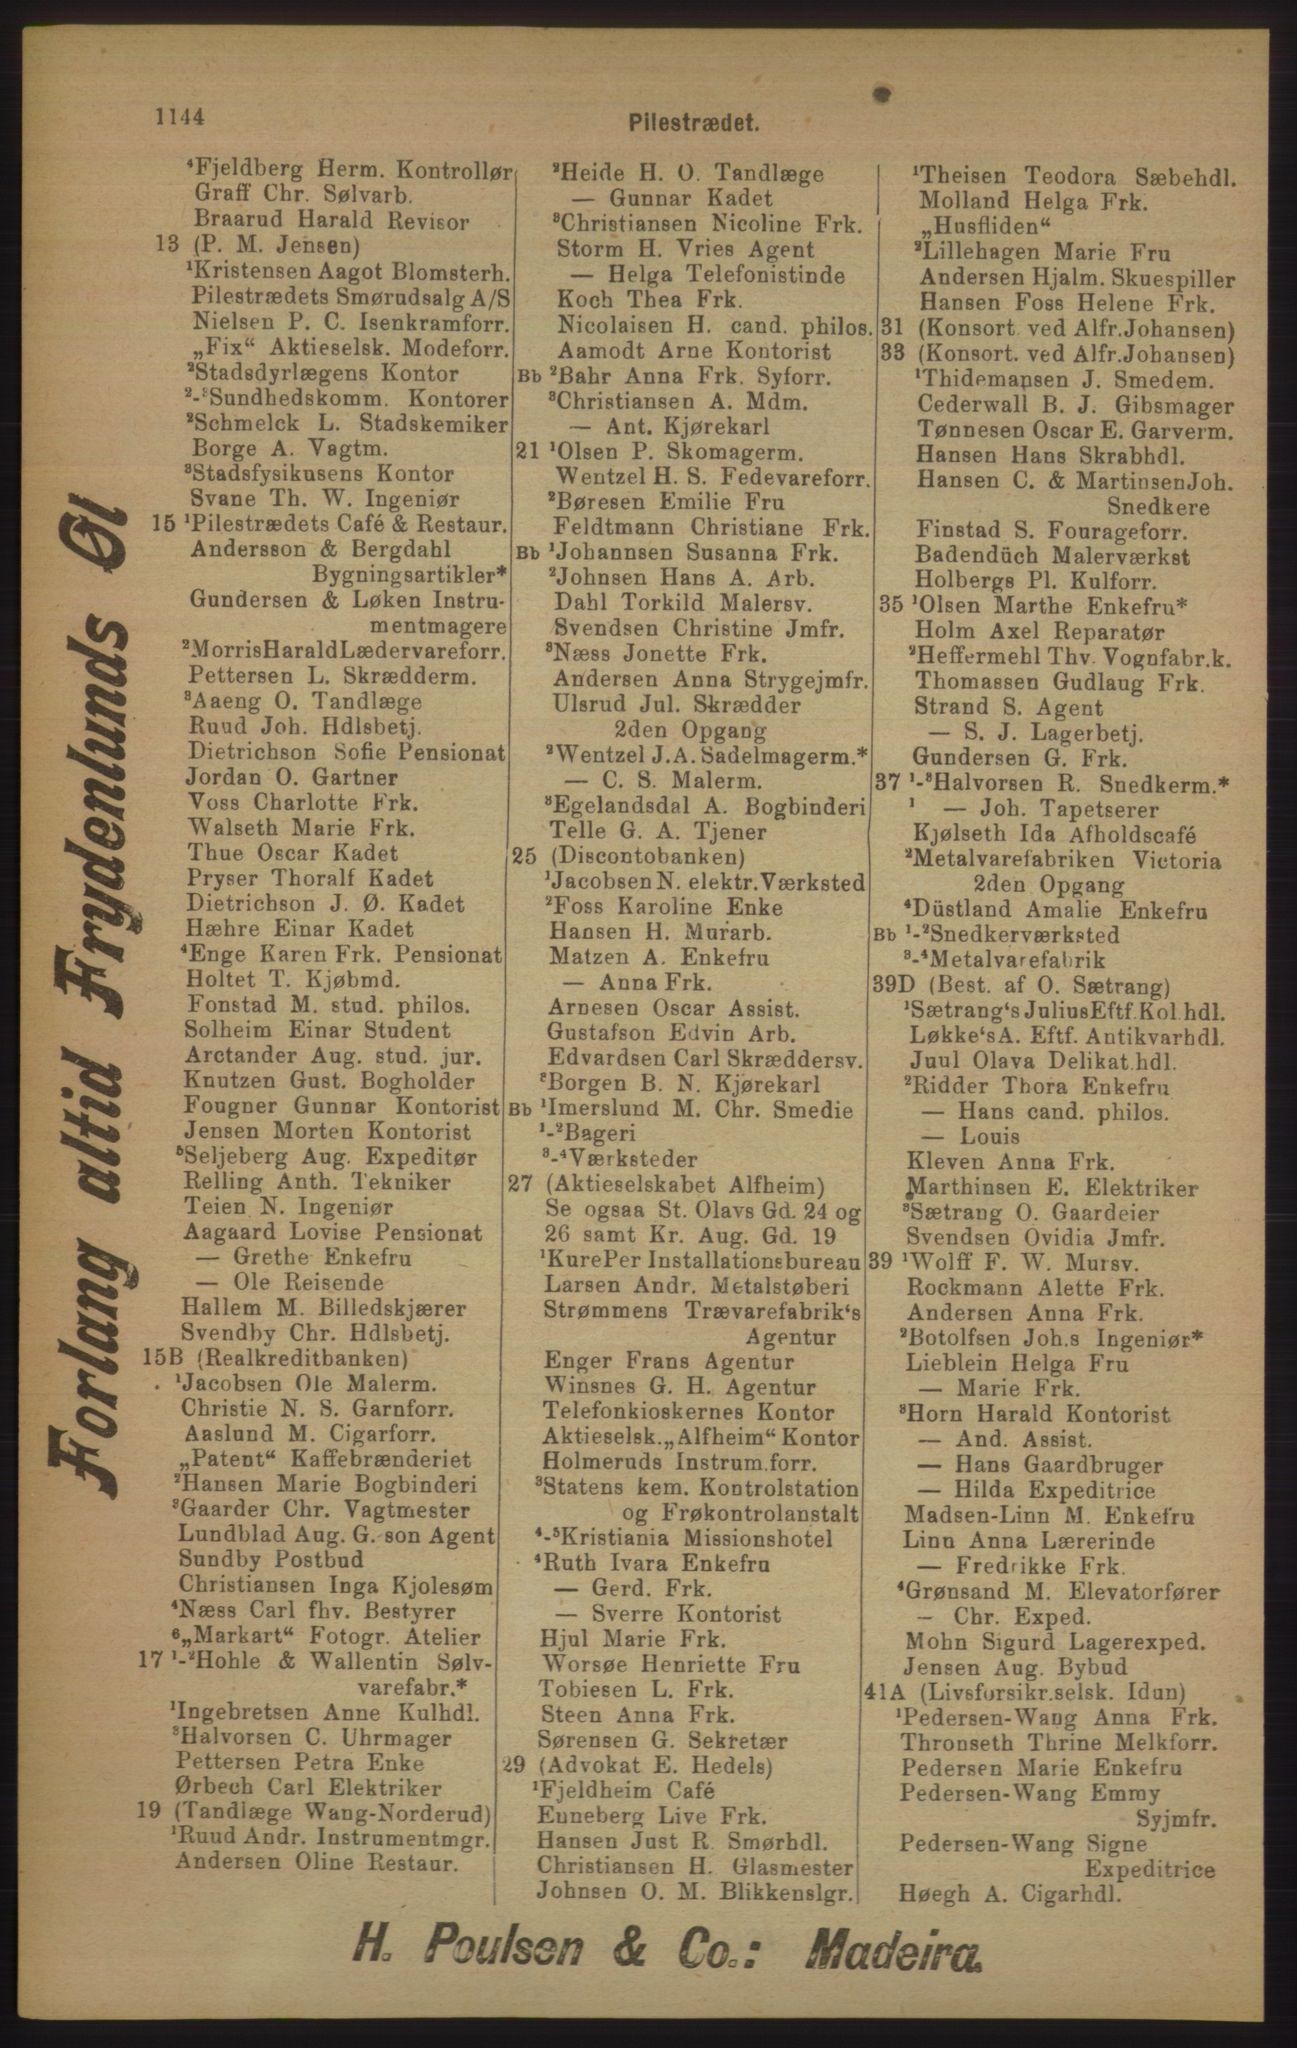 1144
Pilestrædet.
⁴Fjeldberg Herm. Kontrollør
Graff Chr. Sølvarb.
Braarud Harald Revisor
13 (P. M. Jensen)
¹Kristensen Aagot Blomsterh.
Pilestrædets Smørudsalg A/S
Nielsen P. C. Isenkramforr.
„Fix“ Aktieselsk. Modeforr.
²Stadsdyrlægens Kontor
²-³Sundhedskomm. Kontorer
²Schmelck L. Stadskemiker
Borge A. Vagtm.
³Stadsfysikusens Kontor
Svane Th. W. Ingeniør
15 ¹Pilestrædets Café & Restaur.
Andersson & Bergdahl
Bygningsartikler*
Gundersen & Løken Instru-
mentmagere
²Morris Harald Lædervareforr.
Pettersen L. Skrædderm.
³Aaeng O. Tandlæge
Ruud Joh. Hdlsbetj.
Dietrichson Sofie Pensionat
Jordan O. Gartner
Voss Charlotte Frk.
Walseth Marie Frk.
Thue Oscar Kadet
Pryser Thoralf Kadet
Dietrichson J. Ø. Kadet
Hæhre Einar Kadet
⁴Enge Karen Frk. Pensionat
Holtet T. Kjøbmd.
Fonstad M. stud. philos.
Solheim Einar Student
Arctander Aug. stud. jur.
Knutzen Gust. Bogholder
Fougner Gunnar Kontorist
Jensen Morten Kontorist
⁵Seljeberg Aug. Expeditør
Relling Anth. Tekniker
Teien N. Ingeniør
Aagaard Lovise Pensionat
— Grethe Enkefru
— Ole Reisende
Hallem M. Billedskjærer
Svendby Chr. Hdlsbetj.
15B (Realkreditbanken)
¹Jacobsen Ole Malerm.
Christie N. S. Garnforr.
Aaslund M. Cigarforr.
„Patent“ Kaffebrænderiet
²Hansen Marie Bogbinderi
³Gaarder Chr. Vagtmester
Lundblad Aug. G. son Agent
Sundby Postbud
Christiansen Inga Kjolesøm
⁴Næss Carl fhv. Bestyrer
⁶„Markart“ Fotogr. Atelier
17 ¹-²Hohle & Wallentin Sølv-
varefabr.*
¹Ingebretsen Anne Kulhdl.
³Halvorsen C. Uhrmager
Pettersen Petra Enke
Ørbech Carl Elektriker
19 (Tandlæge Wang-Norderud)
¹Ruud Andr. Instrumentmgr.
Andersen Oline Restaur.
²Heide H. O. Tandlæge
— Gunnar Kadet
³Christiansen Nicoline Frk.
Storm H. Vries Agent
— Helga Telefonistinde
Koch Thea Frk.
Nicolaisen H. cand. philos.
Aamodt Arne Kontorist
Bb ²Bahr Anna Frk. Syforr.
³Christiansen A. Mdm.
— Ant. Kjørekarl
21 ¹Olsen P. Skomagerm.
Wentzel H. S. Fedevareforr.
²Børesen Emilie Fru
Feldtmann Christiane Frk.
Bb ¹Johannsen Susanna Frk.
²Johnsen Hans A. Arb.
Dahl Torkild Malersv.
Svendsen Christine Jmfr.
³Næss Jonette Frk.
Andersen Anna Strygejmfr.
Ulsrud Jul. Skrædder
2den Opgang
²Wentzel J. A. Sadelmagerm.*
— C. S. Malerm.
³Egelandsdal A. Bogbinderi
Telle G. A. Tjener
25 (Discontobanken)
¹Jacobsen N. elektr. Værksted
²Foss Karoline Enke
Hansen H. Murarb.
Matzen A. Enkefru
— Anna Frk.
Arnesen Oscar Assist.
Gustafson Edvin Arb.
Edvardsen Carl Skræddersv.
³Borgen B. N. Kjørekarl
Bb ¹Imerslund M. Chr. Smedie
¹-²Bageri
³-⁴Værksteder
27 (Aktieselskabet Alfheim)
Se ogsaa St. Olavs Gd. 24 og
26 samt Kr. Aug. Gd. 19
¹Kure Per Installationsbureau
Larsen Andr. Metalstøberi
Strømmens Trævarefabrik's
Agentur
Enger Frans Agentur
Winsnes G. H. Agentur
Telefonkioskernes Kontor
Aktieselsk. „Alfheim“ Kontor
Holmeruds Instrum.forr.
³Statens kem. Kontrolstation
og Frøkontrolanstalt
⁴-⁵Kristiania Missionshotel
⁴Ruth Ivara Enkefru
— Gerd. Frk.
— Sverre Kontorist
Hjul Marie Frk.
Worsøe Henriette Fru
Tobiesen L. Frk.
Steen Anna Frk.
Sørensen G. Sekretær
29 (Advokat E. Hedels)
¹Fjeldheim Café
Enneberg Live Frk.
Hansen Just R. Smørhdl.
Christiansen H. Glasmester
Johnsen O. M. Blikkenslgr.
¹Theisen Teodora Sæbehdl.
Molland Helga Frk.
„Husfliden“
²Lillehagen Marie Fru
Andersen Hjalm. Skuespiller
Hansen Foss Helene Frk.
31 (Konsort ved Alfr. Johansen)
33 (Konsort. ved Alfr. Johansen)
¹Thidemansen J. Smedem.
Cederwall B. J. Gibsmager
Tønnesen Oscar E. Garverm.
Hansen Hans Skrabhdl.
Hansen C. & Martinsen Joh.
Snedkere
Finstad S. Fourageforr.
Badendüch Malerværkst
Holbergs Pl. Kulforr.
35 ¹Olsen Marthe Enkefru*
Holm Axel Reparatør
²Heffermehl Thv. Vognfabr.k.
Thomassen Gudlaug Frk.
Strand S. Agent
— S. J. Lagerbetj.
Gundersen G. Frk.
37 ¹-³Halvorsen R. Snedkerm.*
¹ — Joh. Tapetserer
Kjølseth Ida Afholdscafé
²Metalvarefabriken Victoria
2den Opgang
⁴Düstland Amalie Enkefru
Bb ¹-²Snedkerværksted
³-⁴Metalvarefabrik
39D (Best. af O. Sætrang)
¹Sætrang's Julius Eftf. Kol.hdl.
Løkke's A. Eftf. Antikvarhdl.
Juul Olava Delikat.hdl.
²Ridder Thora Enkefru
— Hans cand. philos.
— Louis
Kleven Anna Frk.
Marthinsen E. Elektriker
³Sætrang O. Gaardeier
Svendsen Ovidia Jmfr.
39 ¹Wolff F. W. Mursv.
Rockmann Alette Frk.
Andersen Anna Frk.
²Botolfsen Joh.s Ingeniør*
Lieblein Helga Fru
— Marie Frk.
³Horn Harald Kontorist
— And. Assist.
— Hans Gaardbruger
— Hilda Expeditrice
Madsen-Linn M. Enkefru
Linn Anna Lærerinde
— Fredrikke Frk.
⁴Grønsand M. Elevatorfører
— Chr. Exped.
Mohn Sigurd Lagerexped.
Jensen Aug. Bybud
41A (Livsforsikr.selsk. Idun)
¹Pedersen-Wang Anna Frk.
Thronseth Thrine Melkforr.
Pedersen Marie Enkefru
Pedersen-Wang Emmy
Syjmfr.
Pedersen-Wang Signe
Expeditrice
Høegh A. Cigarhdl.
Forlang altid Frydenlunds Øl
H. Poulsen & Co.: Madeira.